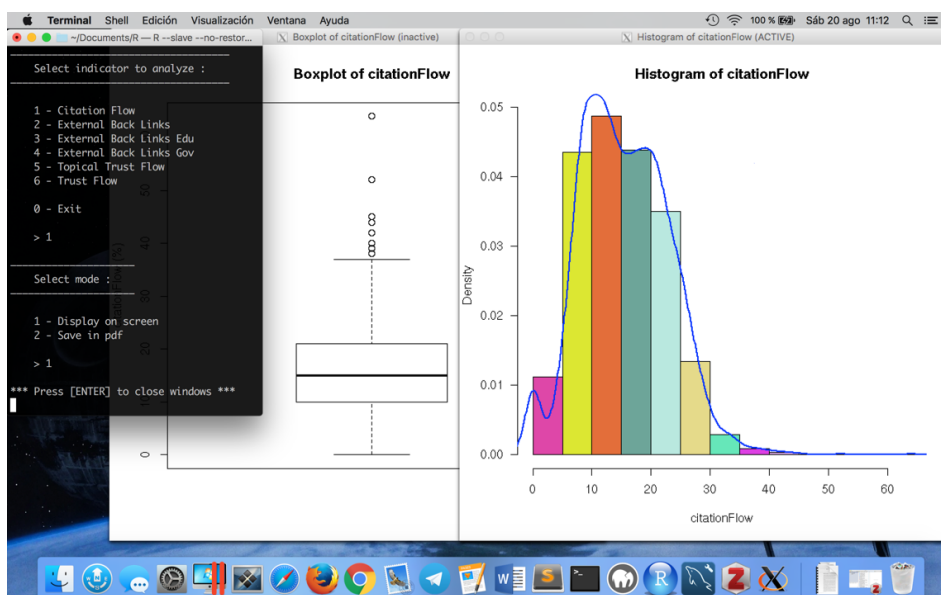 Terminal Shell Edición Visualización Ventana Ayuda
100 % Sáb 20 ago 11:12
~/Documents/R — R --slave --no-restor...
Boxplot of citationFlow (inactive)
Histogram of citationFlow (ACTIVE)
Select indicator to analyze :
1 - Citation Flow
2 - External Back Links
3 - External Back Links Edu
4 - External Back Links Gov
5 - Topical Trust Flow
6 - Trust Flow
0 - Exit
> 1
Select mode :
1 - Display on screen
2 - Save in pdf
> 1
*** Press [ENTER] to close windows ***
Boxplot of citationFlow
50
40
30
20
10
0
Histogram of citationFlow
Density
0.05
0.04
0.03
0.02
0.01
0.00
0 10 20 30 40 50 60
citationFlow